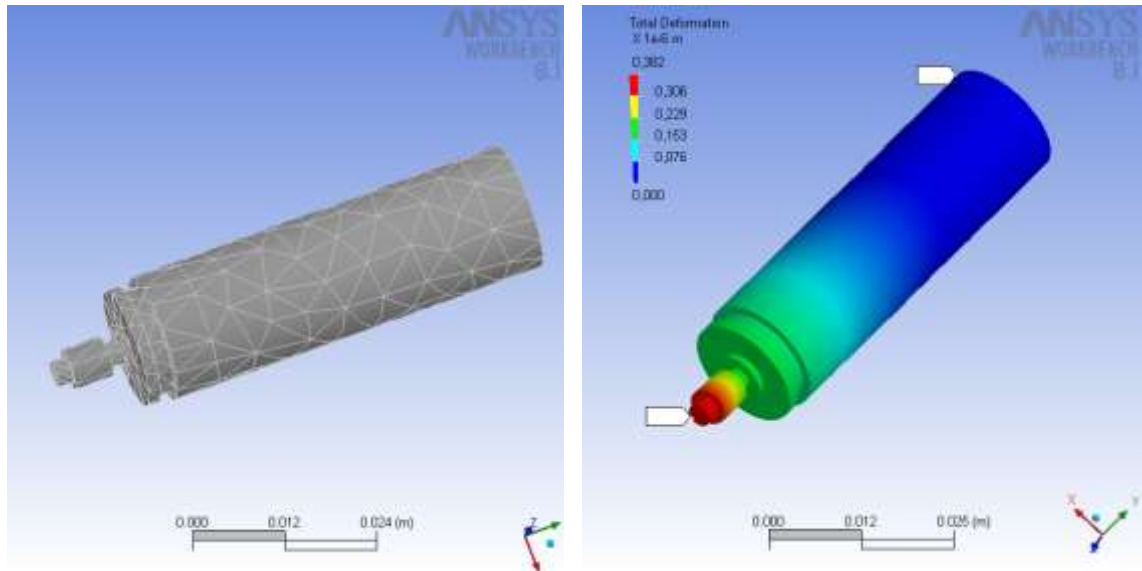 ANSYS
WORKBENCH
8.1
0.000
0.012
0.024 (m)
Z
Total Deformation
X 1e-6 m
0,382
0,306
0,229
0,153
0,076
0,000
ANSYS
WORKBENCH
8.1
0.000
0.012
0.025 (m)
X
Y
Z